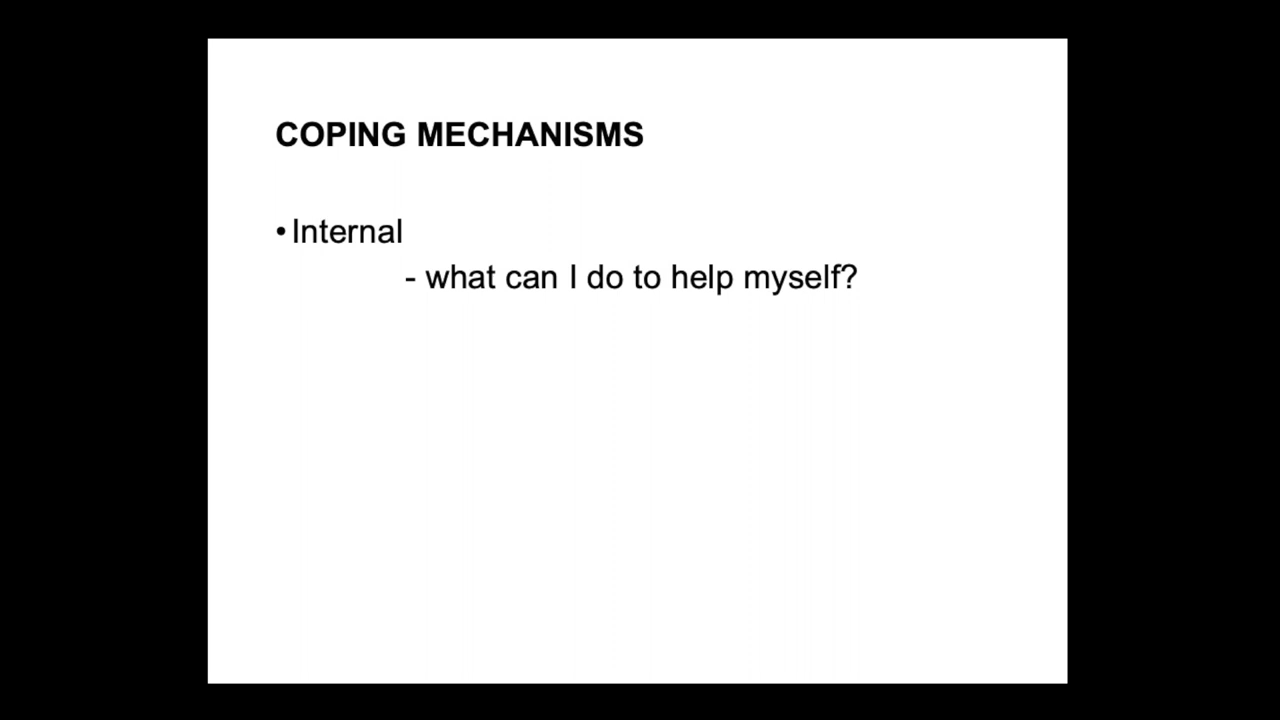 COPING MECHANISMS
• Internal
- what can I do to help myself?